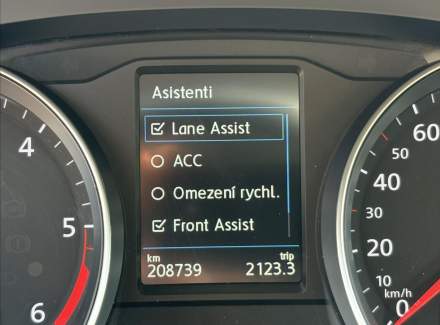 Asistenti
Lane Assist
ACC
Omezení rychl.
Front Assist
km trip
208739 2123.3
4
5
6
60
50
40
30
20
10
km/h
0